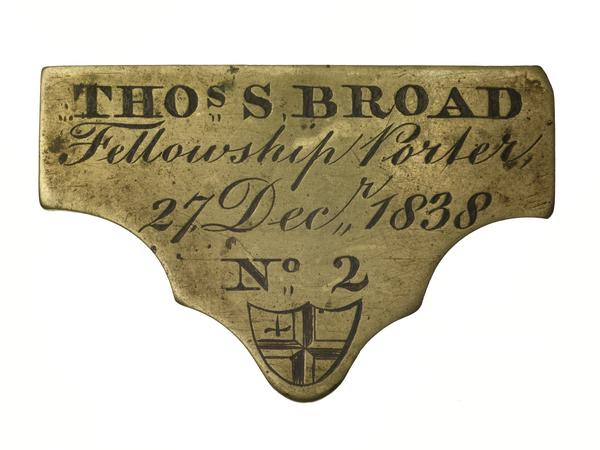 THOs S, BROAD
Fellowship Porter,
27, Decr, 1838
No 2